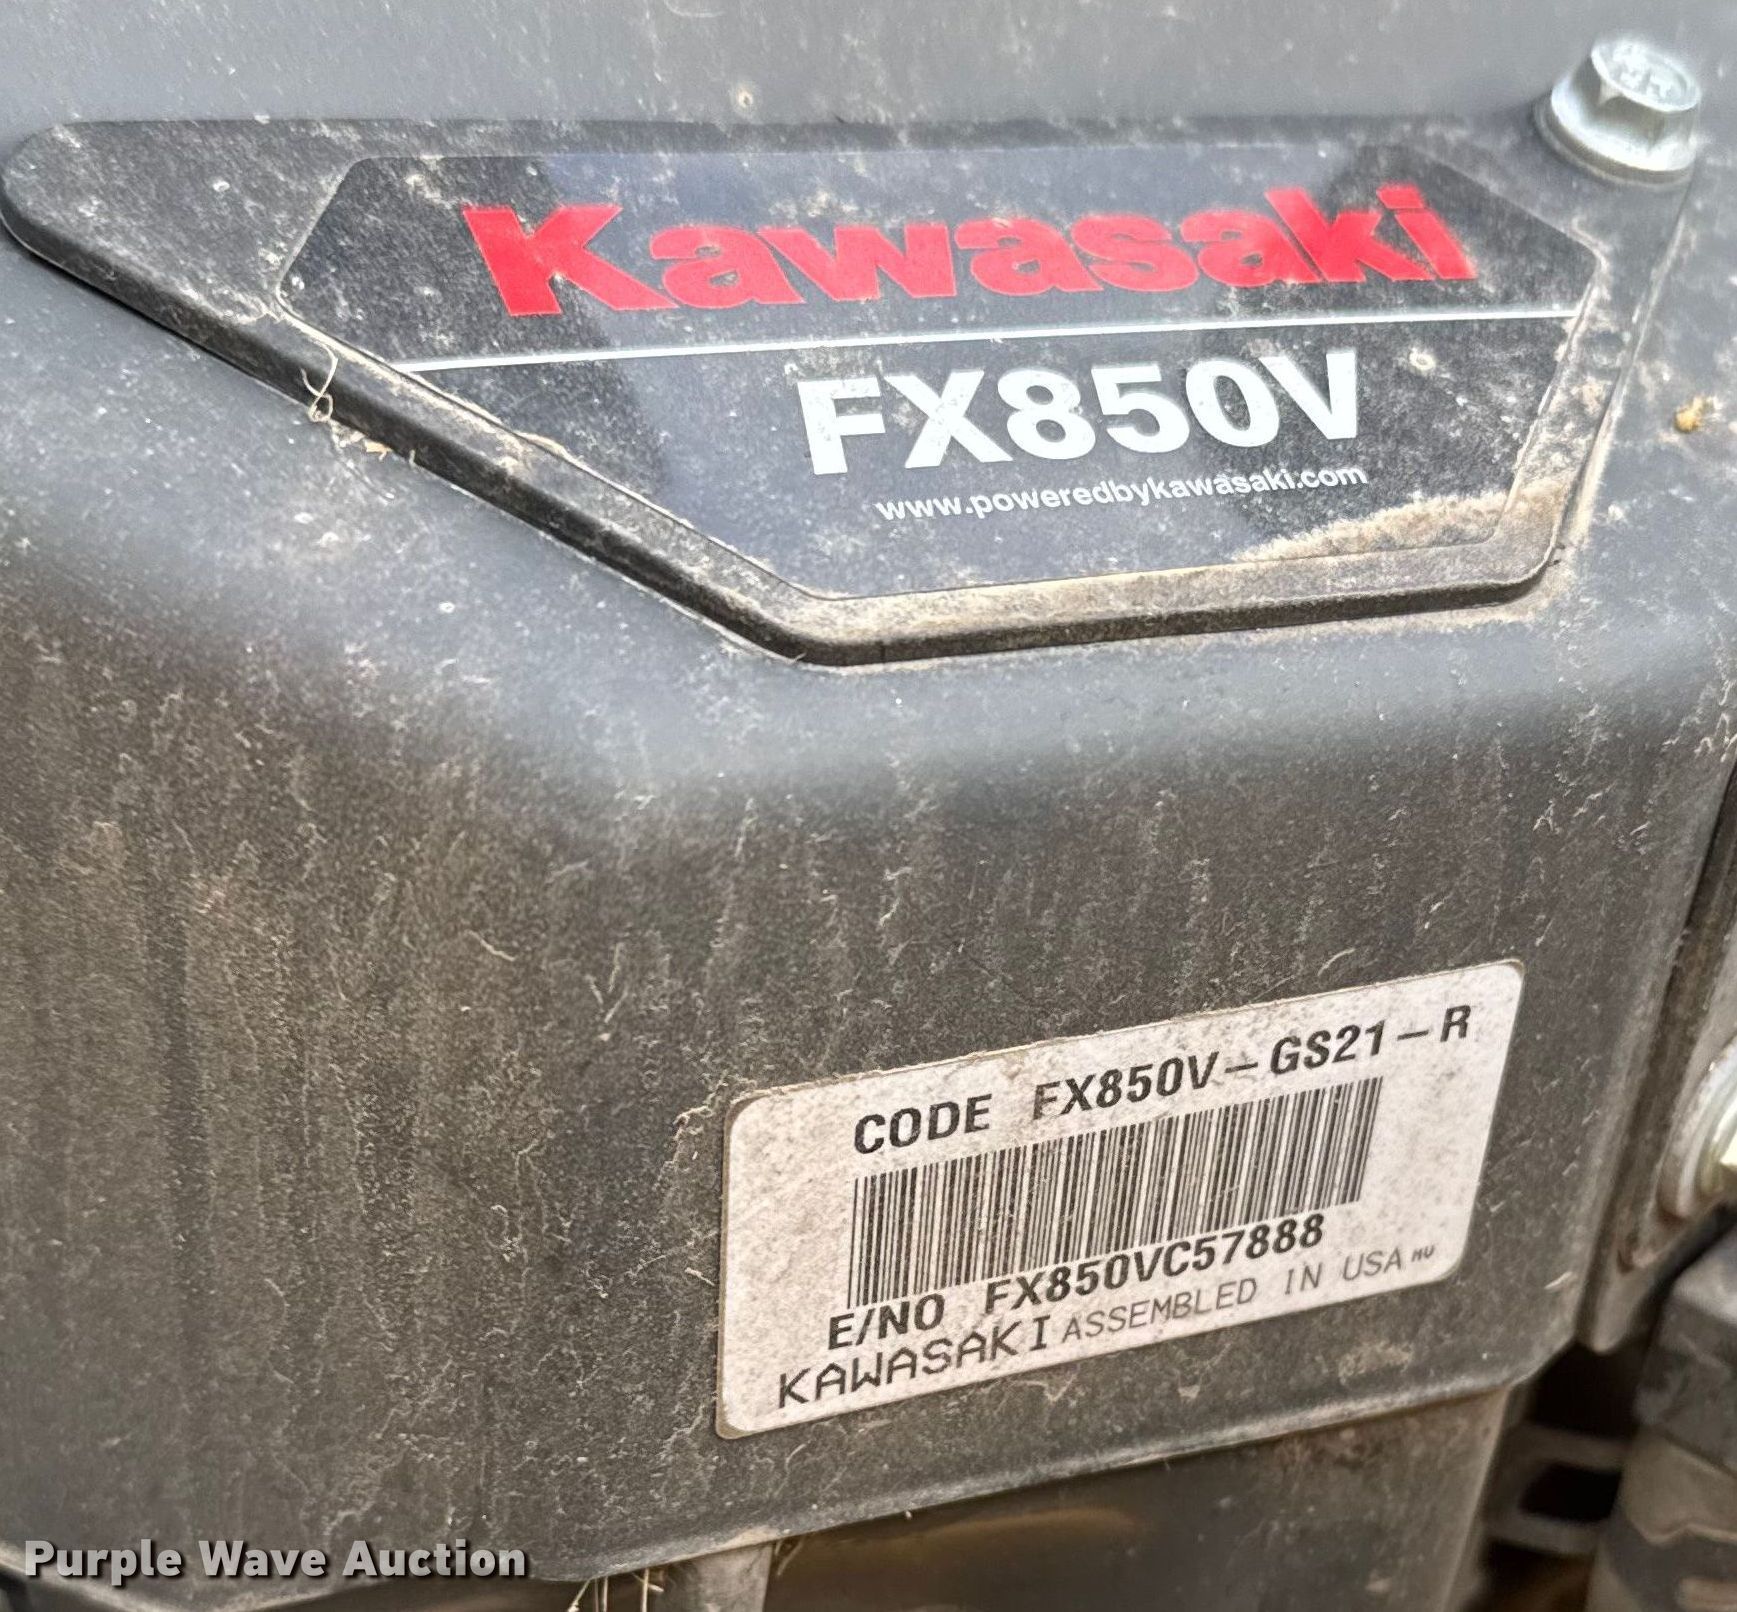 Kawasaki
FX850V
www.poweredbykawasaki.com
CODE FX850V-GS21-R
E/NO FX850VC57888
KAWASAKI ASSEMBLED IN USA
Purple Wave Auction